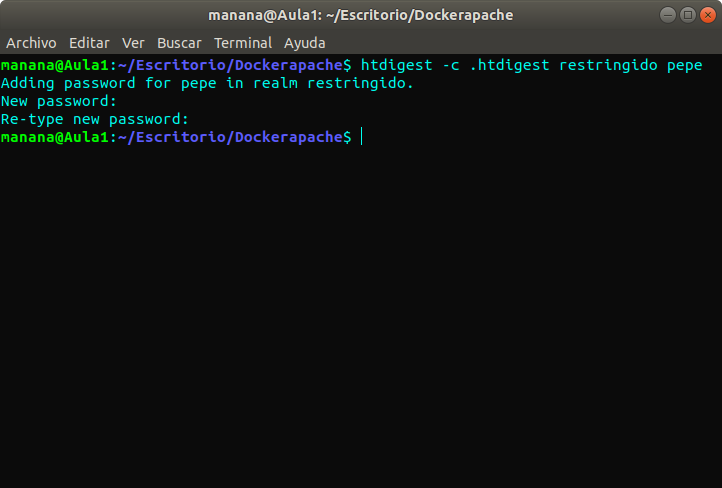 manana@Aula1: ~/Escritorio/Dockerapache
Archivo Editar Ver Buscar Terminal Ayuda
manana@Aula1:~/Escritorio/Dockerapache$ htdigest -c .htdigest restringido pepe
Adding password for pepe in realm restringido.
New password:
Re-type new password:
manana@Aula1:~/Escritorio/Dockerapache$